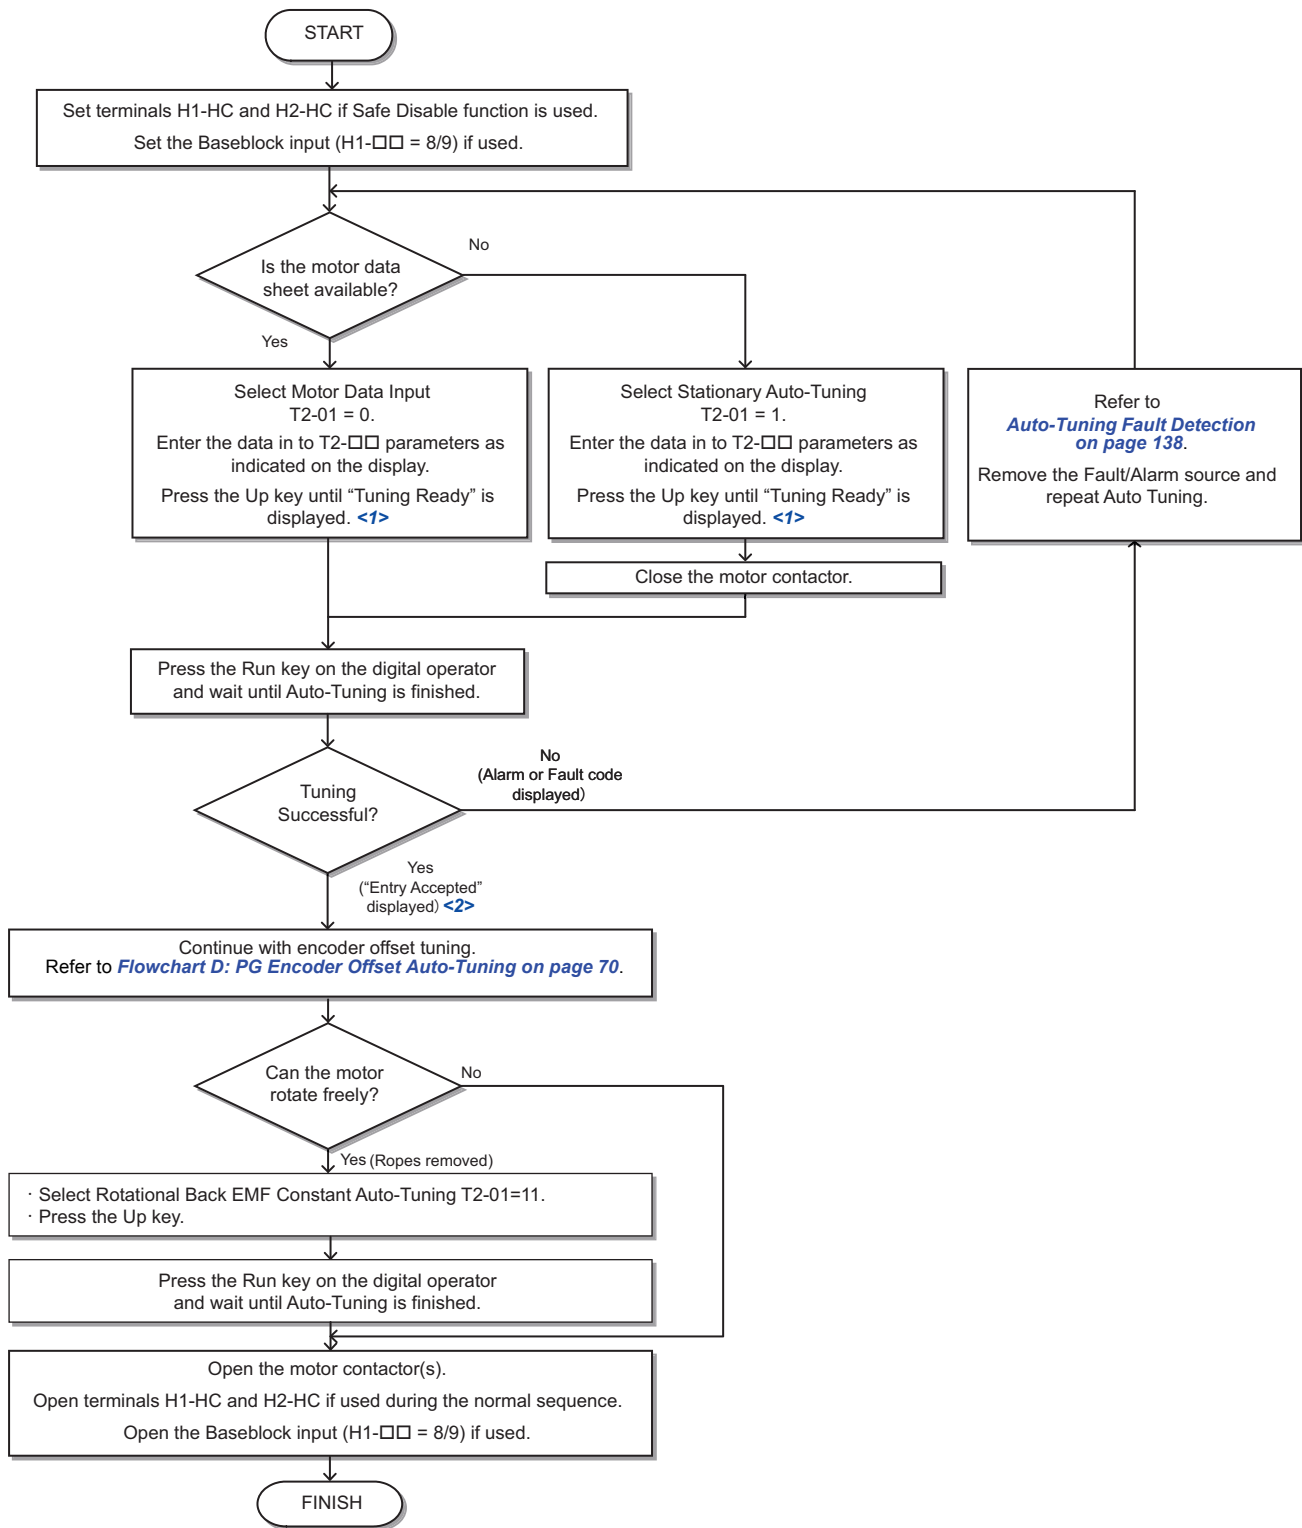 START
Set terminals H1-HC and H2-HC if Safe Disable function is used.
Set the Baseblock input (H1-□□ = 8/9) if used.
No
Is the motor data
sheet available?
Yes
Select Motor Data Input
T2-01 = 0.
Enter the data in to T2-□□ parameters as
indicated on the display.
Press the Up key until “Tuning Ready” is
displayed. <1>
Select Stationary Auto-Tuning
T2-01 = 1.
Enter the data in to T2-□□ parameters as
indicated on the display.
Press the Up key until “Tuning Ready” is
displayed. <1>
Refer to
Auto-Tuning Fault Detection
on page 138.
Remove the Fault/Alarm source and
repeat Auto Tuning.
Close the motor contactor.
Press the Run key on the digital operator
and wait until Auto-Tuning is finished.
Tuning
Successful?
No
(Alarm or Fault code
displayed)
Yes
(“Entry Accepted”
displayed) <2>
Continue with encoder offset tuning.
Refer to Flowchart D: PG Encoder Offset Auto-Tuning on page 70.
Can the motor
rotate freely?
No
Yes (Ropes removed)
· Select Rotational Back EMF Constant Auto-Tuning T2-01=11.
· Press the Up key.
Press the Run key on the digital operator
and wait until Auto-Tuning is finished.
Open the motor contactor(s).
Open terminals H1-HC and H2-HC if used during the normal sequence.
Open the Baseblock input (H1-□□ = 8/9) if used.
FINISH